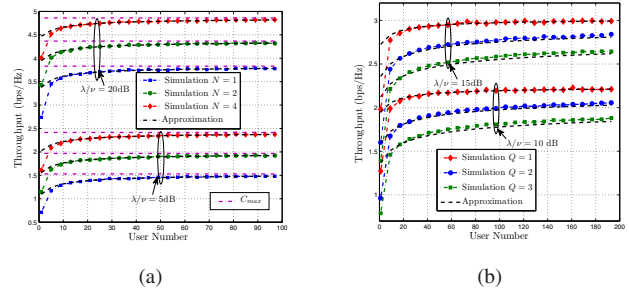 Throughput (bps/Hz)
5
4.5
4
3.5
3
2.5
2
1.5
1
0.5
λ/ν = 20dB
Simulation N = 1
Simulation N = 2
Simulation N = 4
Approximation
λ/ν = 5dB
C_max
0 10 20 30 40 50 60 70 80 90 100
User Number
(a)
Throughput (bps/Hz)
3
2.5
2
1.5
1
λ/ν = 15dB
λ/ν = 10 dB
Simulation Q = 1
Simulation Q = 2
Simulation Q = 3
Approximation
0 20 40 60 80 100 120 140 160 180 200
User Number
(b)